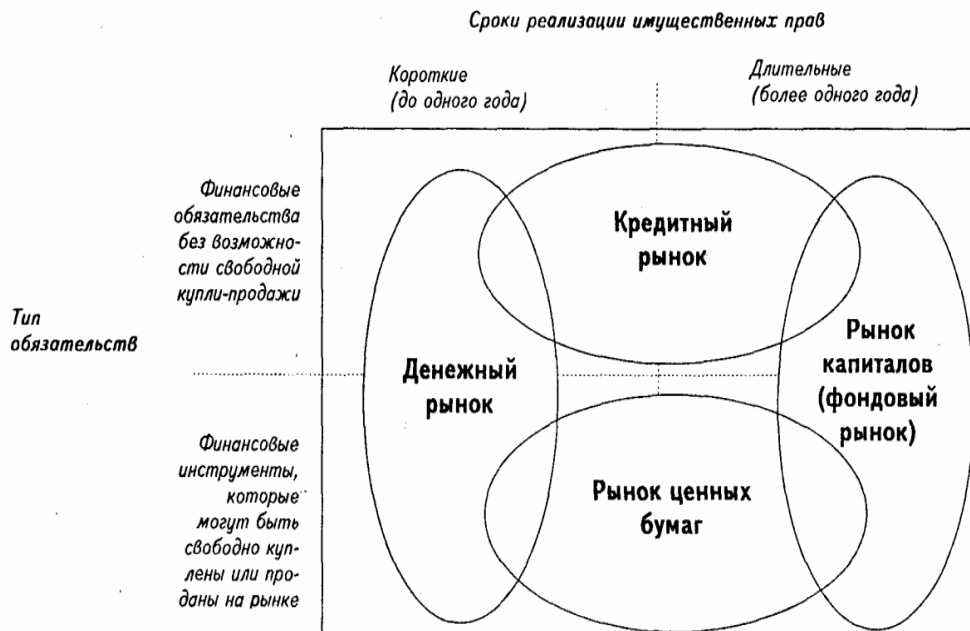 Сроки реализации имущественных прав
Короткие
(до одного года)
Длительные
(более одного года)
Финансовые
обязательства
без возможно-
сти свободной
купли-продажи
Кредитный
рынок
Тип
обязательств
Денежный
рынок
Рынок
капиталов
(фондовый
рынок)
Финансовые
инструменты,
которые
могут быть
свободно куп-
лены или про-
даны на рынке
Рынок ценных
бумаг